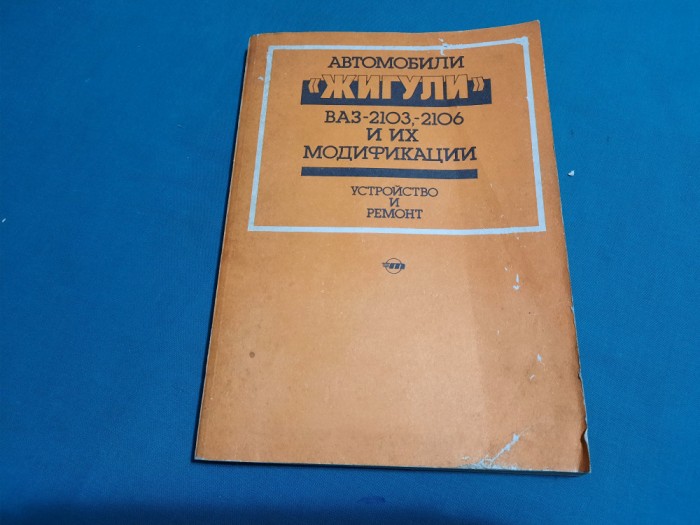 АВТОМОБИЛИ
«ЖИГУЛИ»
ВАЗ-2103,-2106
И ИХ
МОДИФИКАЦИИ
УСТРОЙСТВО
И
РЕМОНТ